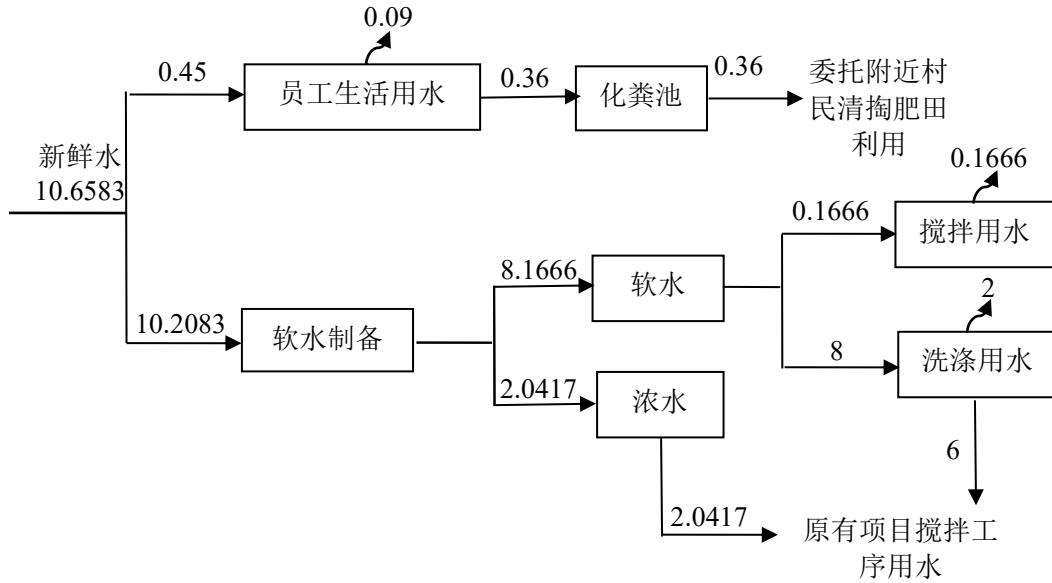 0.09
0.45
员工生活用水
0.36
化粪池
0.36
委托附近村
民清掏肥田
利用
新鲜水
10.6583
0.1666
0.1666
搅拌用水
8.1666
软水
2
10.2083
软水制备
8
洗涤用水
2.0417
浓水
6
2.0417
原有项目搅拌工
序用水